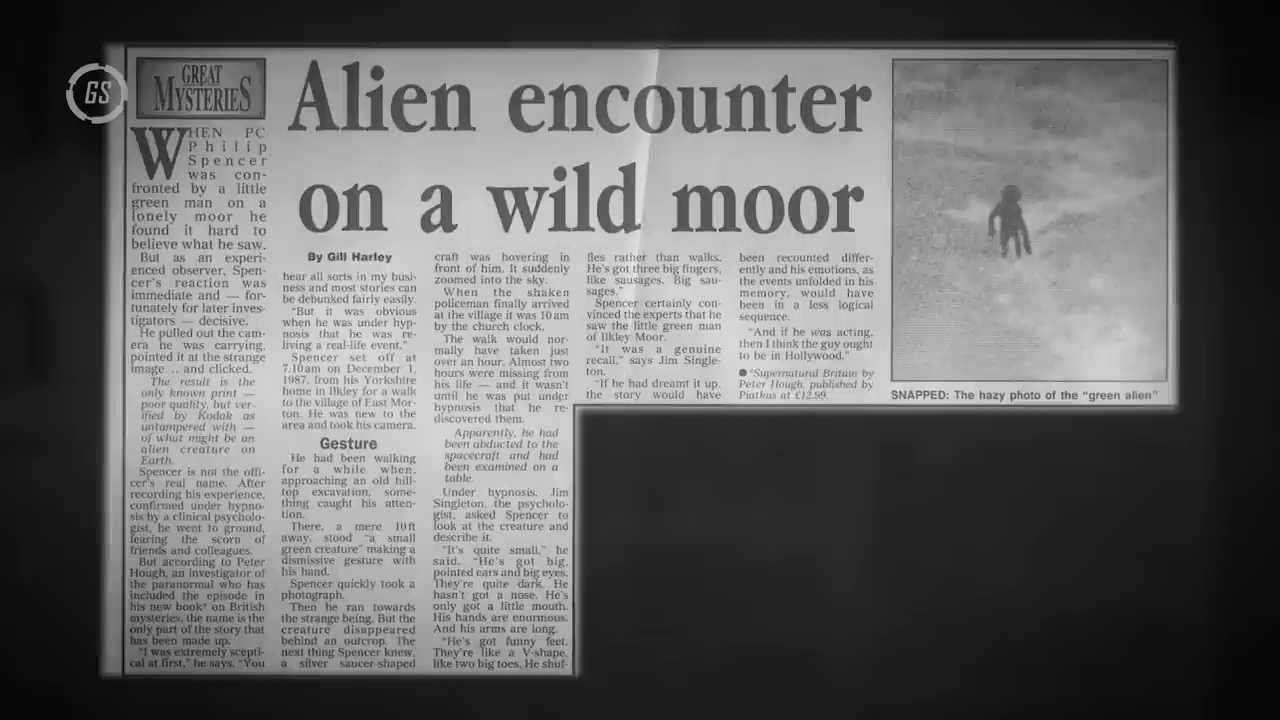 GS
GREAT
MYSTERIES
Alien encounter
on a wild moor
WHEN PC
Philip
Spencer
was con-
fronted by a little
green man on a
lonely moor he
found it hard to
believe what he saw.
But as an experi-
enced observer, Spen-
cer's reaction was
immediate and — for-
tunately for later inves-
tigators — decisive.
He pulled out the cam-
era he was carrying,
pointed it at the strange
image .. and clicked.
The result is the
only known print —
poor quality, but ver-
ified by Kodak as
untampered with —
of what might be an
alien creature on
Earth.
Spencer is not the offi-
cer's real name. After
recording his experience,
confirmed under hypno-
sis by a clinical psycholo-
gist, he went to ground,
fearing the scorn of
friends and colleagues.
But according to Peter
Hough, an investigator of
the paranormal who has
included the episode in
his new book* on British
mysteries, the name is the
only part of the story that
has been made up.
"I was extremely scepti-
cal at first," he says. "You
By Gill Harley
hear all sorts in my busi-
ness and most stories can
be debunked fairly easily.
"But it was obvious
when he was under hyp-
nosis that he was re-
living a real-life event."
Spencer set off at
7.10am on December 1,
1987, from his Yorkshire
home in Ilkley for a walk
to the village of East Mor-
ton. He was new to the
area and took his camera.
Gesture
He had been walking
for a while when,
approaching an old hill-
top excavation, some-
thing caught his atten-
tion.
There, a mere 10ft
away, stood "a small
green creature" making a
dismissive gesture with
his hand.
Spencer quickly took a
photograph.
Then he ran towards
the strange being. But the
creature disappeared
behind an outcrop. The
next thing Spencer knew,
a silver saucer-shaped
craft was hovering in
front of him. It suddenly
zoomed into the sky.
When the shaken
policeman finally arrived
at the village it was 10am
by the church clock.
The walk would nor-
mally have taken just
over an hour. Almost two
hours were missing from
his life — and it wasn't
until he was put under
hypnosis that he re-
discovered them.
Apparently, he had
been abducted to the
spacecraft and had
been examined on a
table.
Under hypnosis, Jim
Singleton, the psycholo-
gist, asked Spencer to
look at the creature and
describe it.
"It's quite small," he
said. "He's got big,
pointed ears and big eyes.
They're quite dark. He
hasn't got a nose. He's
only got a little mouth.
His hands are enormous.
And his arms are long.
"He's got funny feet.
They're like a V-shape,
like two big toes. He shuf-
fles rather than walks.
He's got three big fingers,
like sausages. Big sau-
sages."
Spencer certainly con-
vinced the experts that he
saw the little green man
of Ilkley Moor.
"It was a genuine
recall," says Jim Single-
ton.
"If he had dreamt it up,
the story would have
been recounted differ-
ently and his emotions, as
the events unfolded in his
memory, would have
been in a less logical
sequence.
"And if he was acting,
then I think the guy ought
to be in Hollywood."
● *Supernatural Britain by
Peter Hough, published by
Piatkus at £12.99.
SNAPPED: The hazy photo of the "green alien"